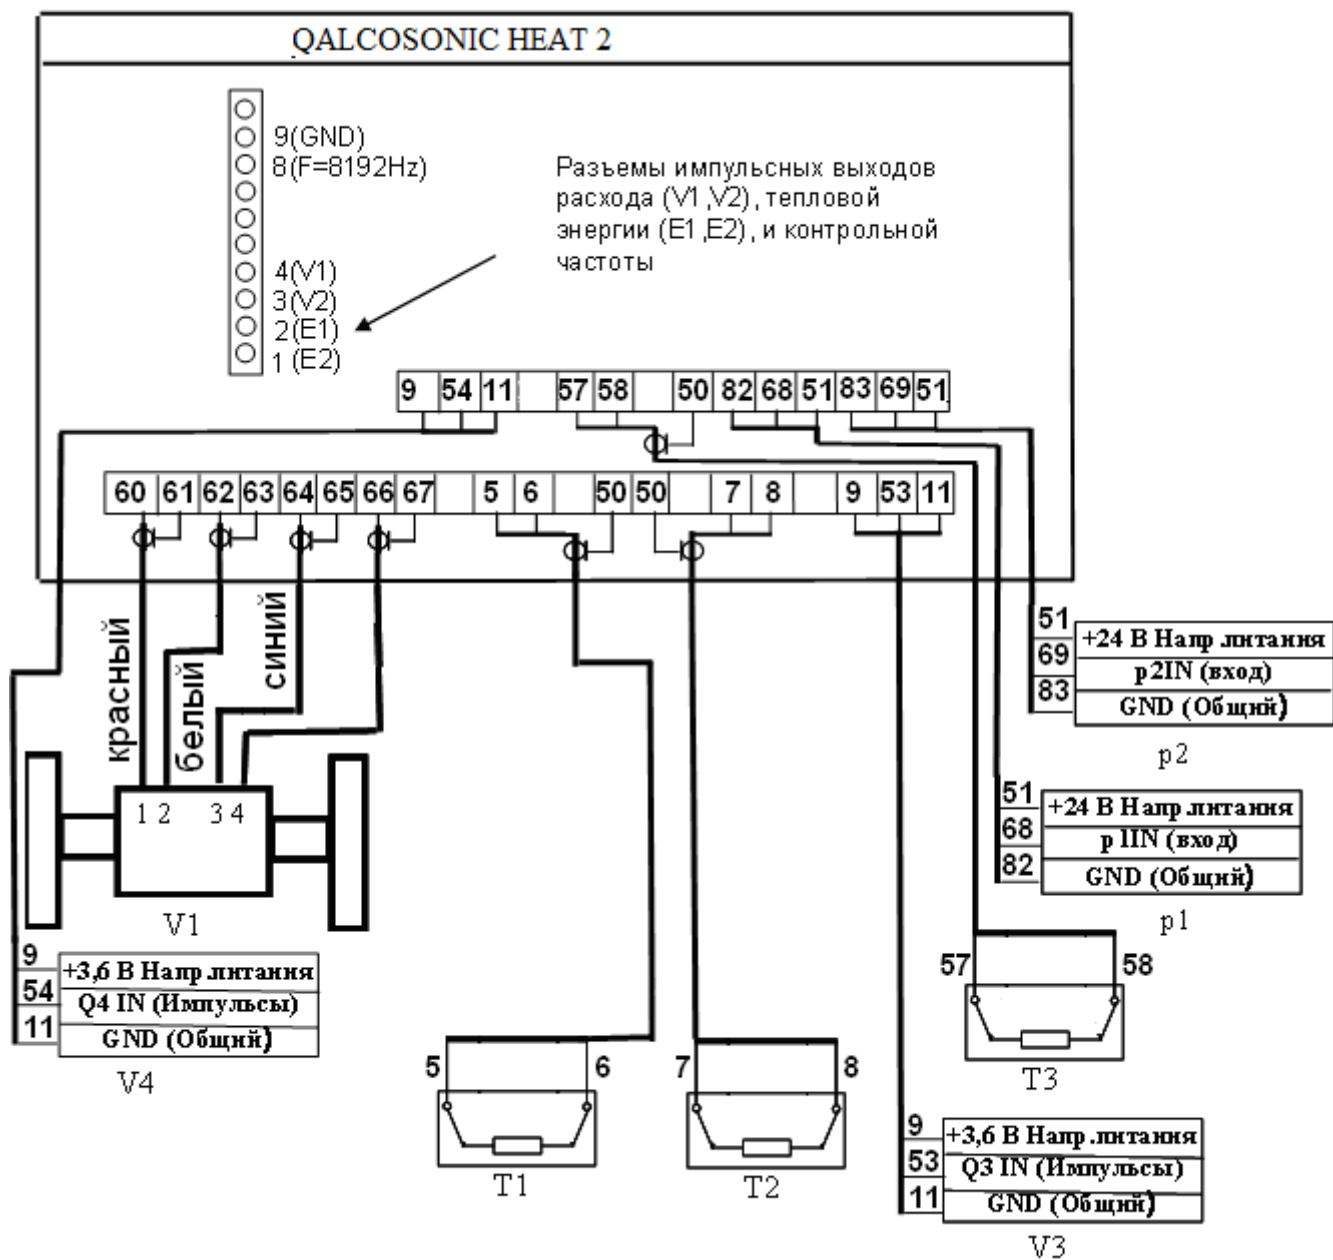 QALCOSONIC HEAT 2
9(GND)
8(F=8192Hz)
4(V1)
3(V2)
2(E1)
1(E2)
Разъемы импульсных выходов
расхода (V1,V2), тепловой
энергии (E1,E2), и контрольной
частоты
9 54 11 57 58 50 82 68 51 83 69 51
60 61 62 63 64 65 66 67 5 6 50 50 7 8 9 53 11
красный
белый
синий
1 2 3 4
V1
9 +3,6 В Напр.питания
54 Q4 IN (Импульсы)
11 GND (Общий)
V4
5 6
T1
7 8
T2
57 58
T3
51 +24 В Напр.питания
69 p2IN (вход)
83 GND (Общий)
p2
51 +24 В Напр.питания
68 p1IN (вход)
82 GND (Общий)
p1
9 +3,6 В Напр.питания
53 Q3 IN (Импульсы)
11 GND (Общий)
V3